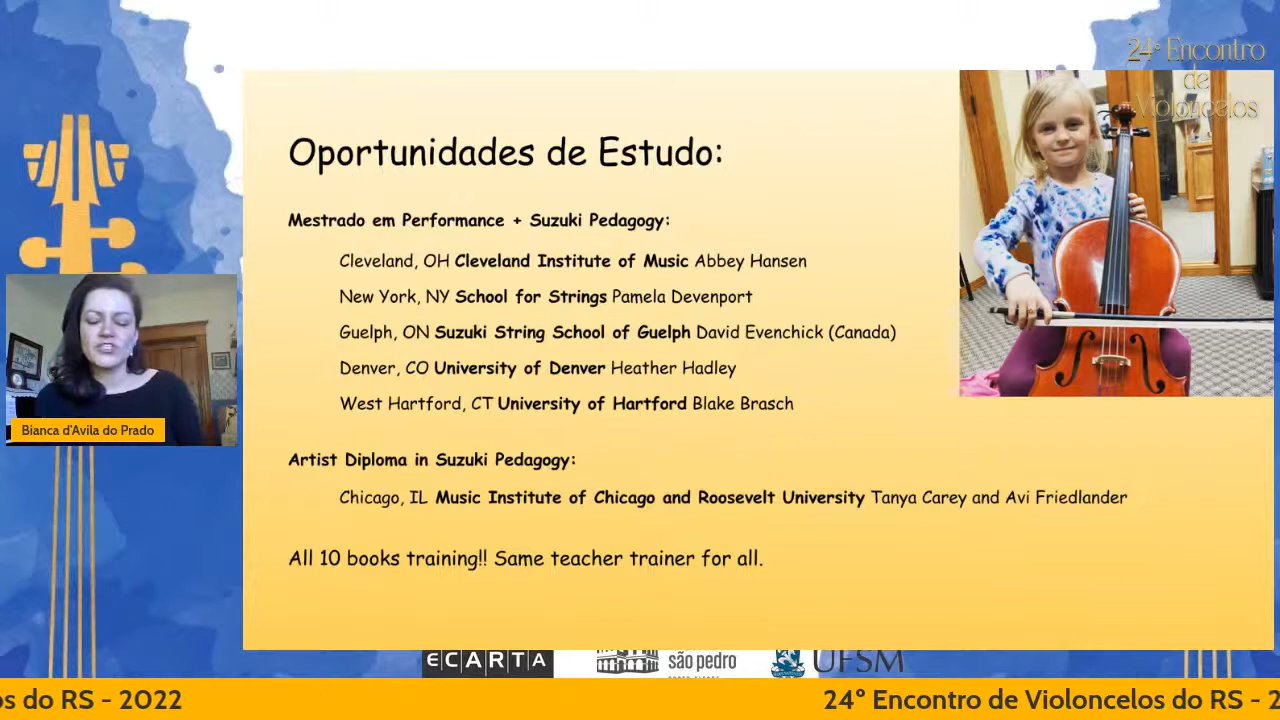 24º Encontro
de
Violoncelos
Oportunidades de Estudo:
Mestrado em Performance + Suzuki Pedagogy:
Cleveland, OH Cleveland Institute of Music Abbey Hansen
New York, NY School for Strings Pamela Devenport
Guelph, ON Suzuki String School of Guelph David Evenchick (Canada)
Denver, CO University of Denver Heather Hadley
West Hartford, CT University of Hartford Blake Brasch
Bianca d'Avila do Prado
Artist Diploma in Suzuki Pedagogy:
Chicago, IL Music Institute of Chicago and Roosevelt University Tanya Carey and Avi Friedlander
All 10 books training!! Same teacher trainer for all.
ECARTA
são pedro
UFSM
os do RS - 2022
24º Encontro de Violoncelos do RS - 2